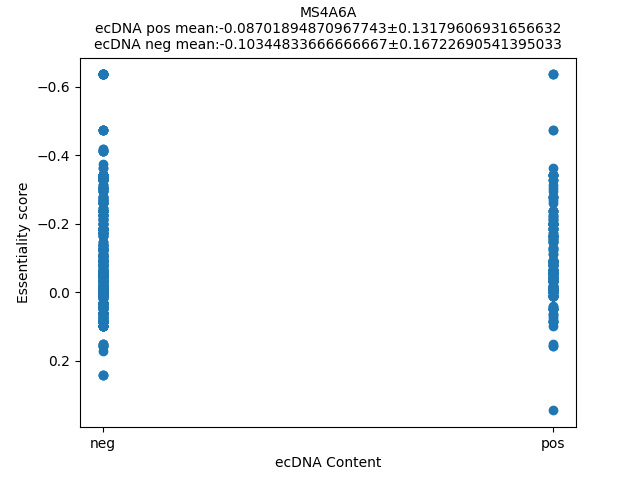 MS4A6A
ecDNA pos mean:-0.08701894870967743±0.13179606931656632
ecDNA neg mean:-0.10344833666666667±0.16722690541395033
−0.6
−0.4
−0.2
0.0
0.2
Essentiality score
neg
pos
ecDNA Content